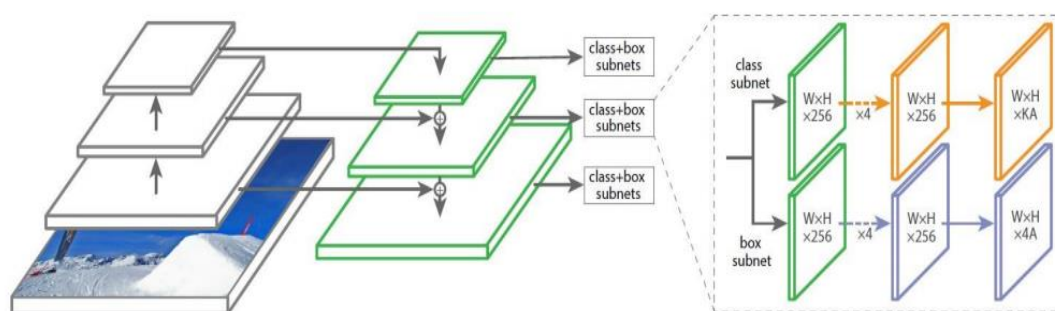 class+box
subnets
class+box
subnets
class+box
subnets
class
subnet
W×H
×256
×4
W×H
×256
W×H
×KA
W×H
×256
×4
W×H
×256
W×H
×4A
box
subnet